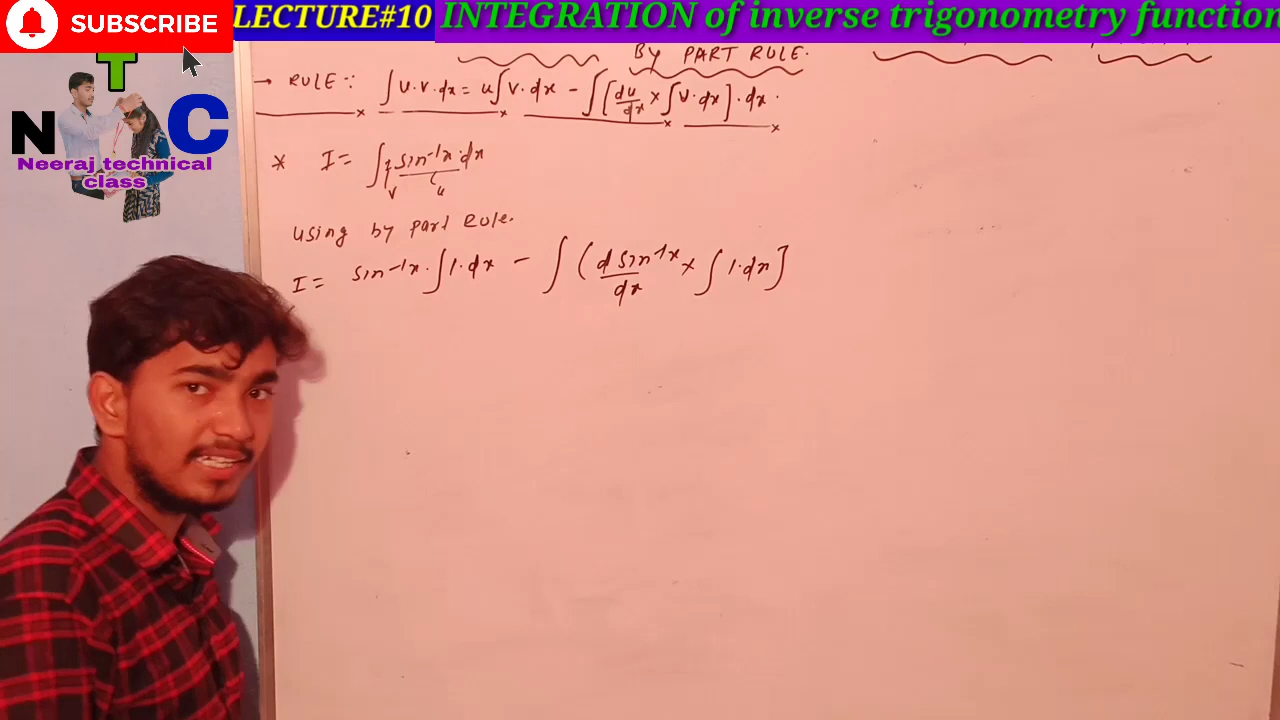 SUBSCRIBE
LECTURE#10
INTEGRATION of inverse trigonometry function
T
N C
Neeraj technical
class
BY PART RULE.
→ RULE :: ∫u.v.dx = u∫v.dx - ∫[du/dx × ∫v.dx].dx.
* I = ∫1 sin⁻¹x.dx
v u
using by part Rule.
I = sin⁻¹x.∫1.dx - ∫(d sin⁻¹x/dx × ∫1.dx]